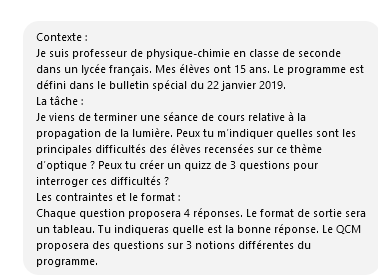 Contexte :
Je suis professeur de physique-chimie en classe de seconde
dans un lycée français. Mes élèves ont 15 ans. Le programme est
défini dans le bulletin spécial du 22 janvier 2019.
La tâche :
Je viens de terminer une séance de cours relative à la
propagation de la lumière. Peux tu m'indiquer quelles sont les
principales difficultés des élèves recensées sur ce thème
d'optique ? Peux tu créer un quizz de 3 questions pour
interroger ces difficultés ?
Les contraintes et le format :
Chaque question proposera 4 réponses. Le format de sortie sera
un tableau. Tu indiqueras quelle est la bonne réponse. Le QCM
proposera des questions sur 3 notions différentes du
programme.